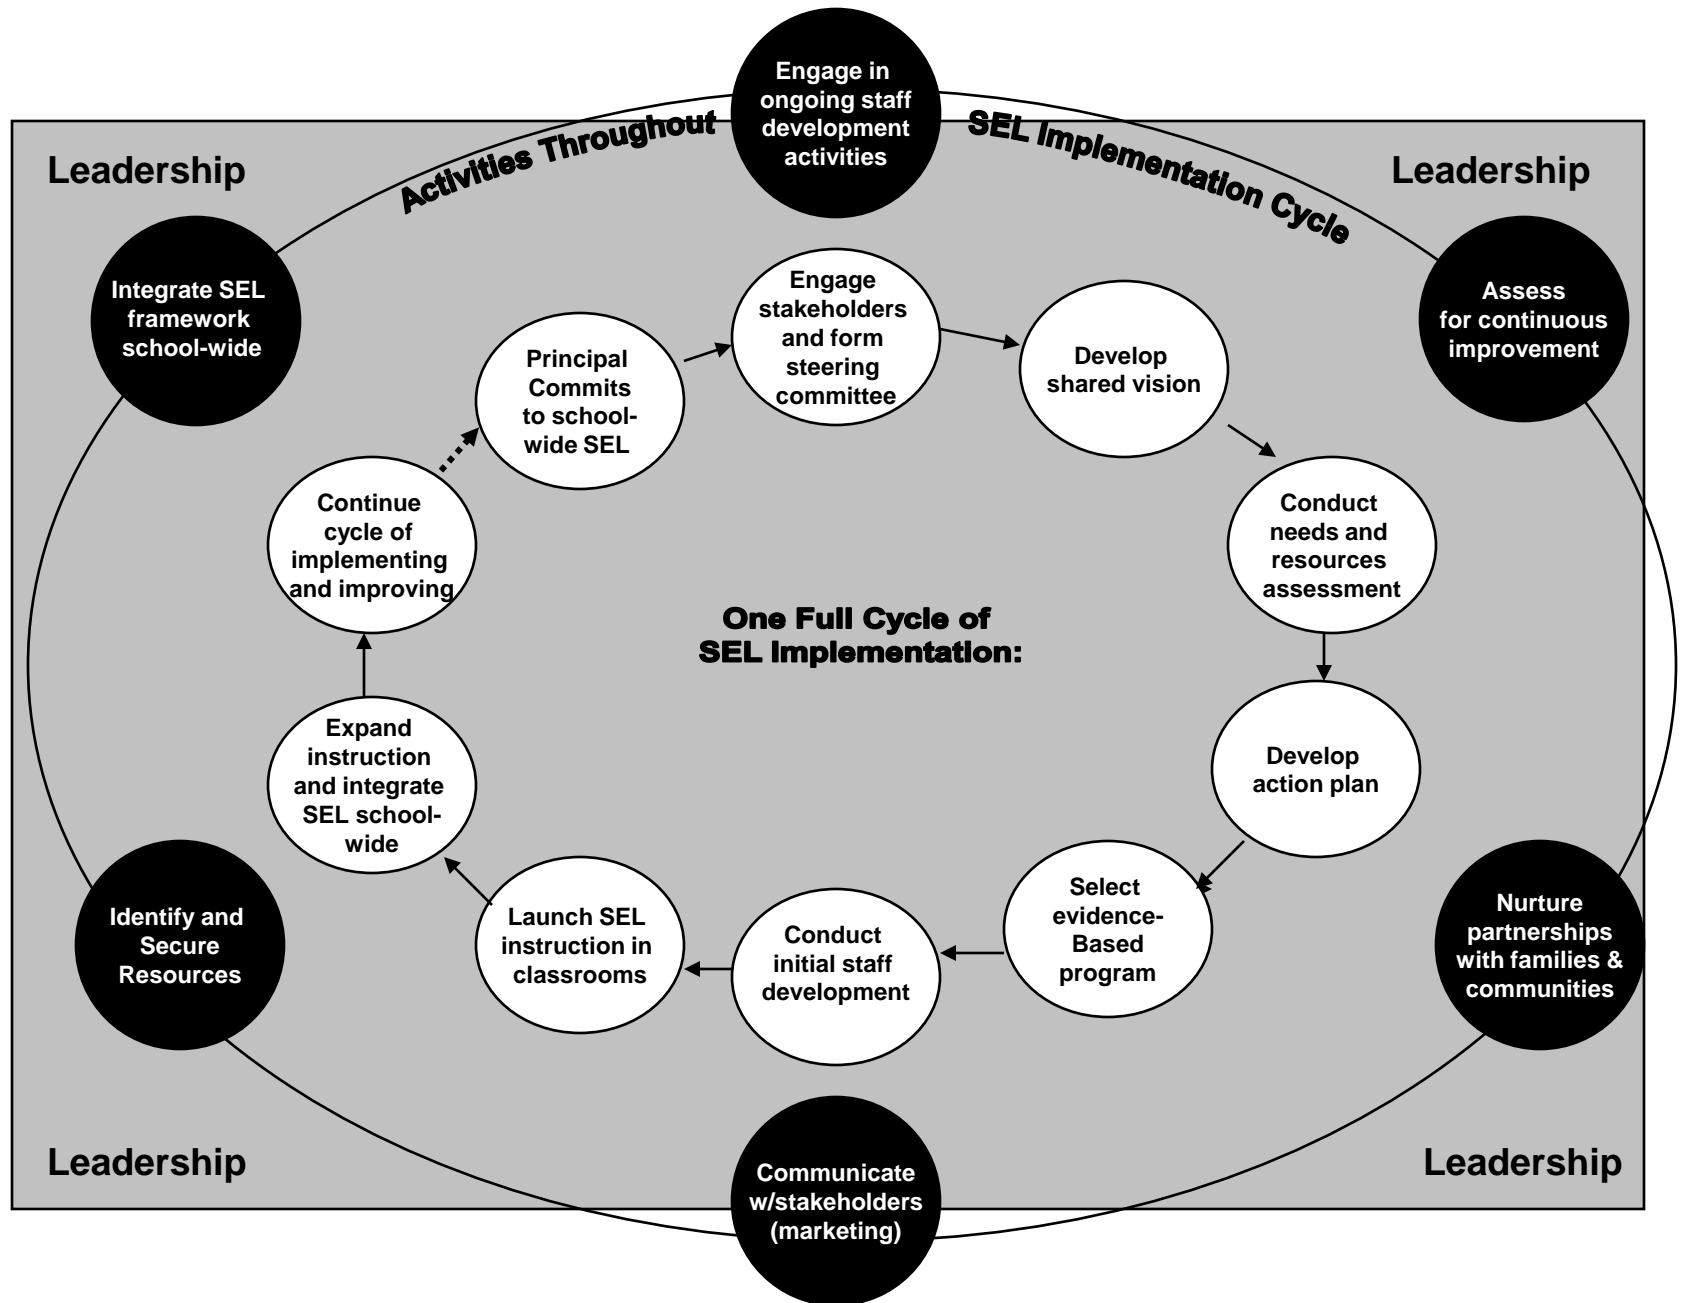 Engage in
ongoing staff
development
activities
Activities Throughout
SEL Implementation Cycle
Leadership
Leadership
Integrate SEL
framework
school-wide
Assess
for continuous
improvement
Principal
Commits
to school-
wide SEL
Engage
stakeholders
and form
steering
committee
Develop
shared vision
Conduct
needs and
resources
assessment
Develop
action plan
Select
evidence-
Based
program
Conduct
initial staff
development
Launch SEL
instruction in
classrooms
Expand
instruction
and integrate
SEL school-
wide
Continue
cycle of
implementing
and improving
One Full Cycle of
SEL Implementation:
Identify and
Secure
Resources
Nurture
partnerships
with families &
communities
Leadership
Leadership
Communicate
w/stakeholders
(marketing)